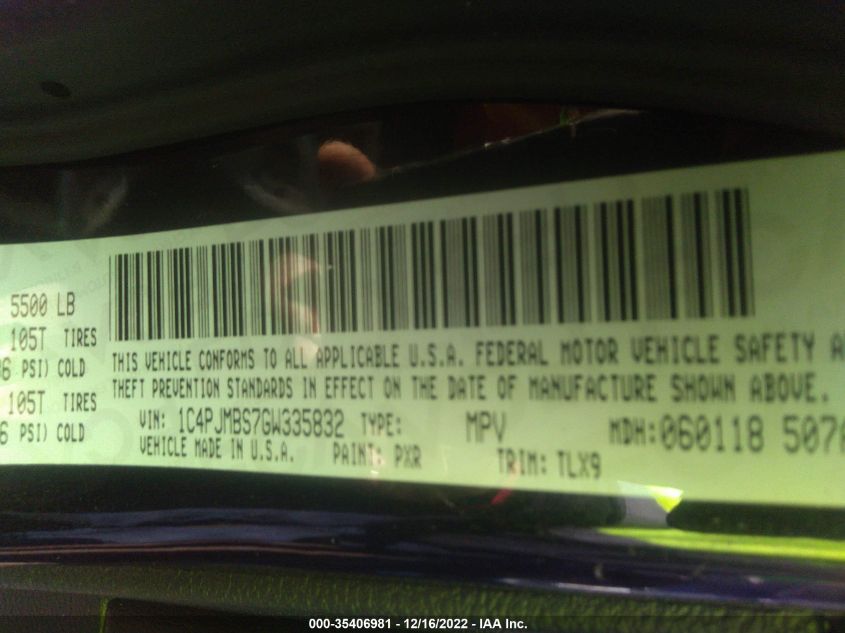 5500 LB
105T TIRES
6 PSI) COLD
105T TIRES
6 PSI) COLD
THIS VEHICLE CONFORMS TO ALL APPLICABLE U.S.A. FEDERAL MOTOR VEHICLE SAFETY A
THEFT PREVENTION STANDARDS IN EFFECT ON THE DATE OF MANUFACTURE SHOWN ABOVE.
VIN: 1C4PJMBS7GW335832 TYPE: MPV MDH:060118 507
VEHICLE MADE IN U.S.A. PAINT: PXR TRIM: TLX9
000-35406981 - 12/16/2022 - IAA Inc.